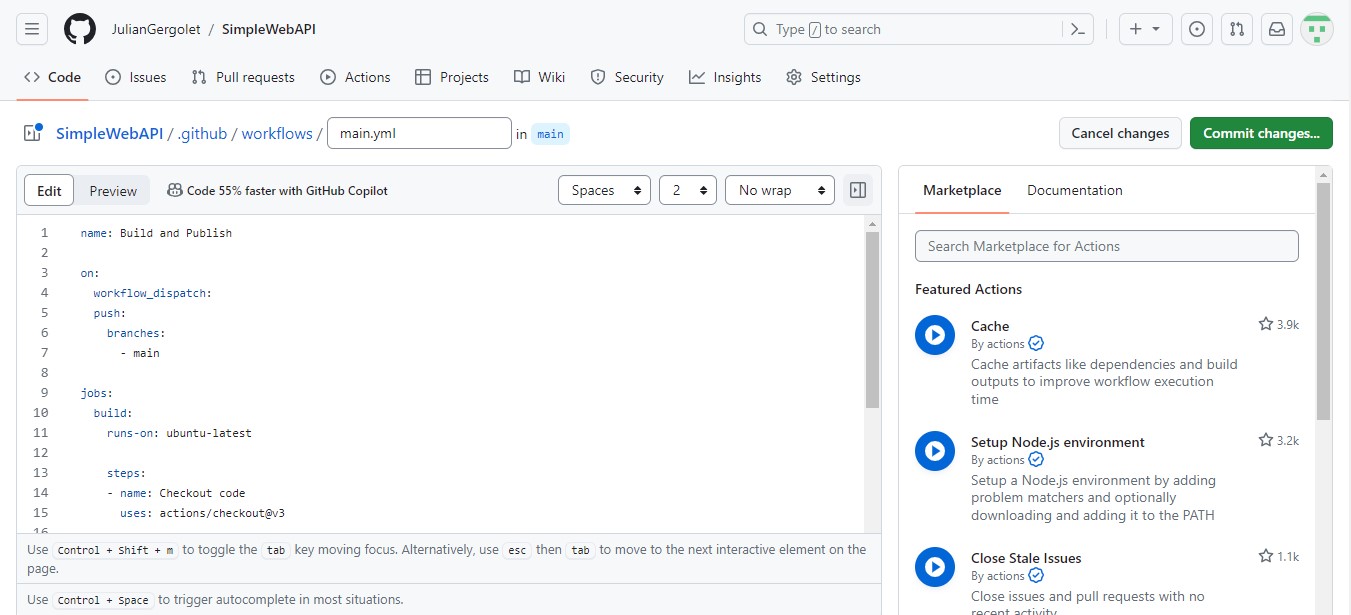 JulianGergolet / SimpleWebAPI
Type / to search
Code Issues Pull requests Actions Projects Wiki Security Insights Settings
SimpleWebAPI / .github / workflows / main.yml in main
Cancel changes Commit changes...
Edit Preview Code 55% faster with GitHub Copilot Spaces 2 No wrap
1 name: Build and Publish
2
3 on:
4 workflow_dispatch:
5 push:
6 branches:
7 - main
8
9 jobs:
10 build:
11 runs-on: ubuntu-latest
12
13 steps:
14 - name: Checkout code
15 uses: actions/checkout@v3
16
Use Control + Shift + m to toggle the tab key moving focus. Alternatively, use esc then tab to move to the next interactive element on the
page.
Use Control + Space to trigger autocomplete in most situations.
Marketplace Documentation
Search Marketplace for Actions
Featured Actions
Cache 3.9k
By actions
Cache artifacts like dependencies and build
outputs to improve workflow execution
time
Setup Node.js environment 3.2k
By actions
Setup a Node.js environment by adding
problem matchers and optionally
downloading and adding it to the PATH
Close Stale Issues 1.1k
By actions
Close issues and pull requests with no
recent activity